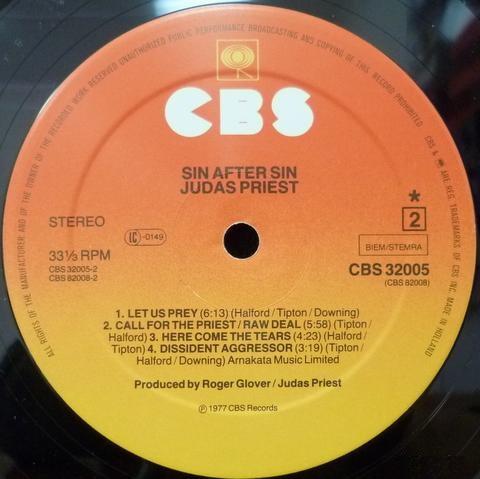 ALL RIGHTS OF THE MANUFACTURER AND OF THE OWNER OF THE RECORDED WORK RESERVED UNAUTHORIZED PUBLIC PERFORMANCE BROADCASTING AND COPYING OF THIS RECORD PROHIBITED
CBS & ARE REG. TRADEMARKS OF CBS INC. MADE IN HOLLAND
CBS
SIN AFTER SIN
JUDAS PRIEST
STEREO
LC-0149
*
2
33⅓ RPM
BIEM/STEMRA
CBS 32005-2
CBS 82008-2
CBS 32005
(CBS 82008)
1. LET US PREY (6:13) (Halford/Tipton/Downing)
2. CALL FOR THE PRIEST/RAW DEAL (5:58) (Tipton/
Halford) 3. HERE COME THE TEARS (4:23) (Halford/
Tipton) 4. DISSIDENT AGGRESSOR (3:19) (Tipton/
Halford/Downing) Arnakata Music Limited
Produced by Roger Glover/Judas Priest
℗ 1977 CBS Records